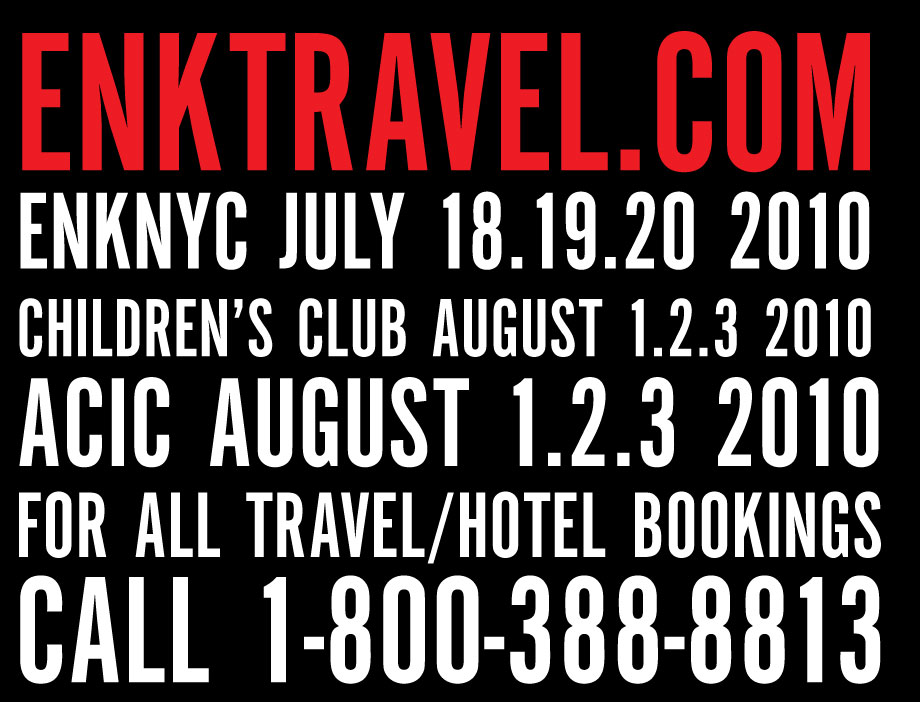 ENKTRAVEL.COM
ENKNYC JULY 18.19.20 2010
CHILDREN'S CLUB AUGUST 1.2.3 2010
ACIC AUGUST 1.2.3 2010
FOR ALL TRAVEL/HOTEL BOOKINGS
CALL 1-800-388-8813